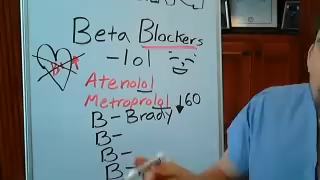 Beta Blockers
-lol
Atenolol
Metroprolol ↓60
B- Brady
B-
B-
B-